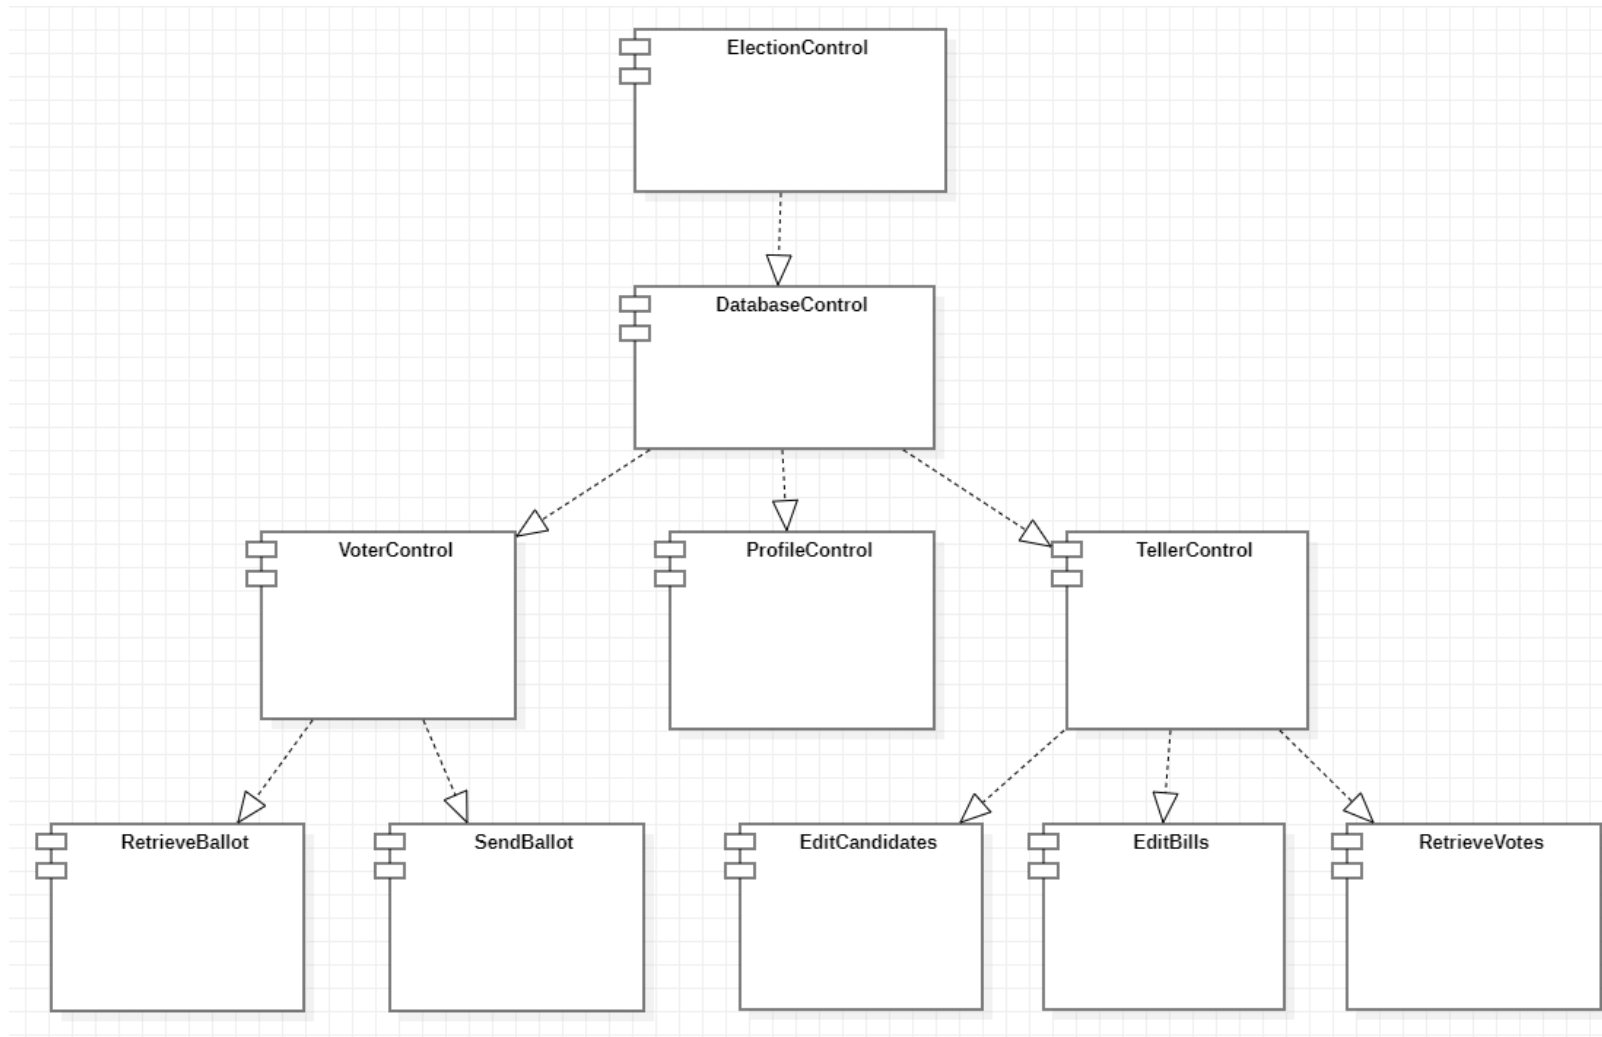 ElectionControl
DatabaseControl
VoterControl
ProfileControl
TellerControl
RetrieveBallot
SendBallot
EditCandidates
EditBills
RetrieveVotes